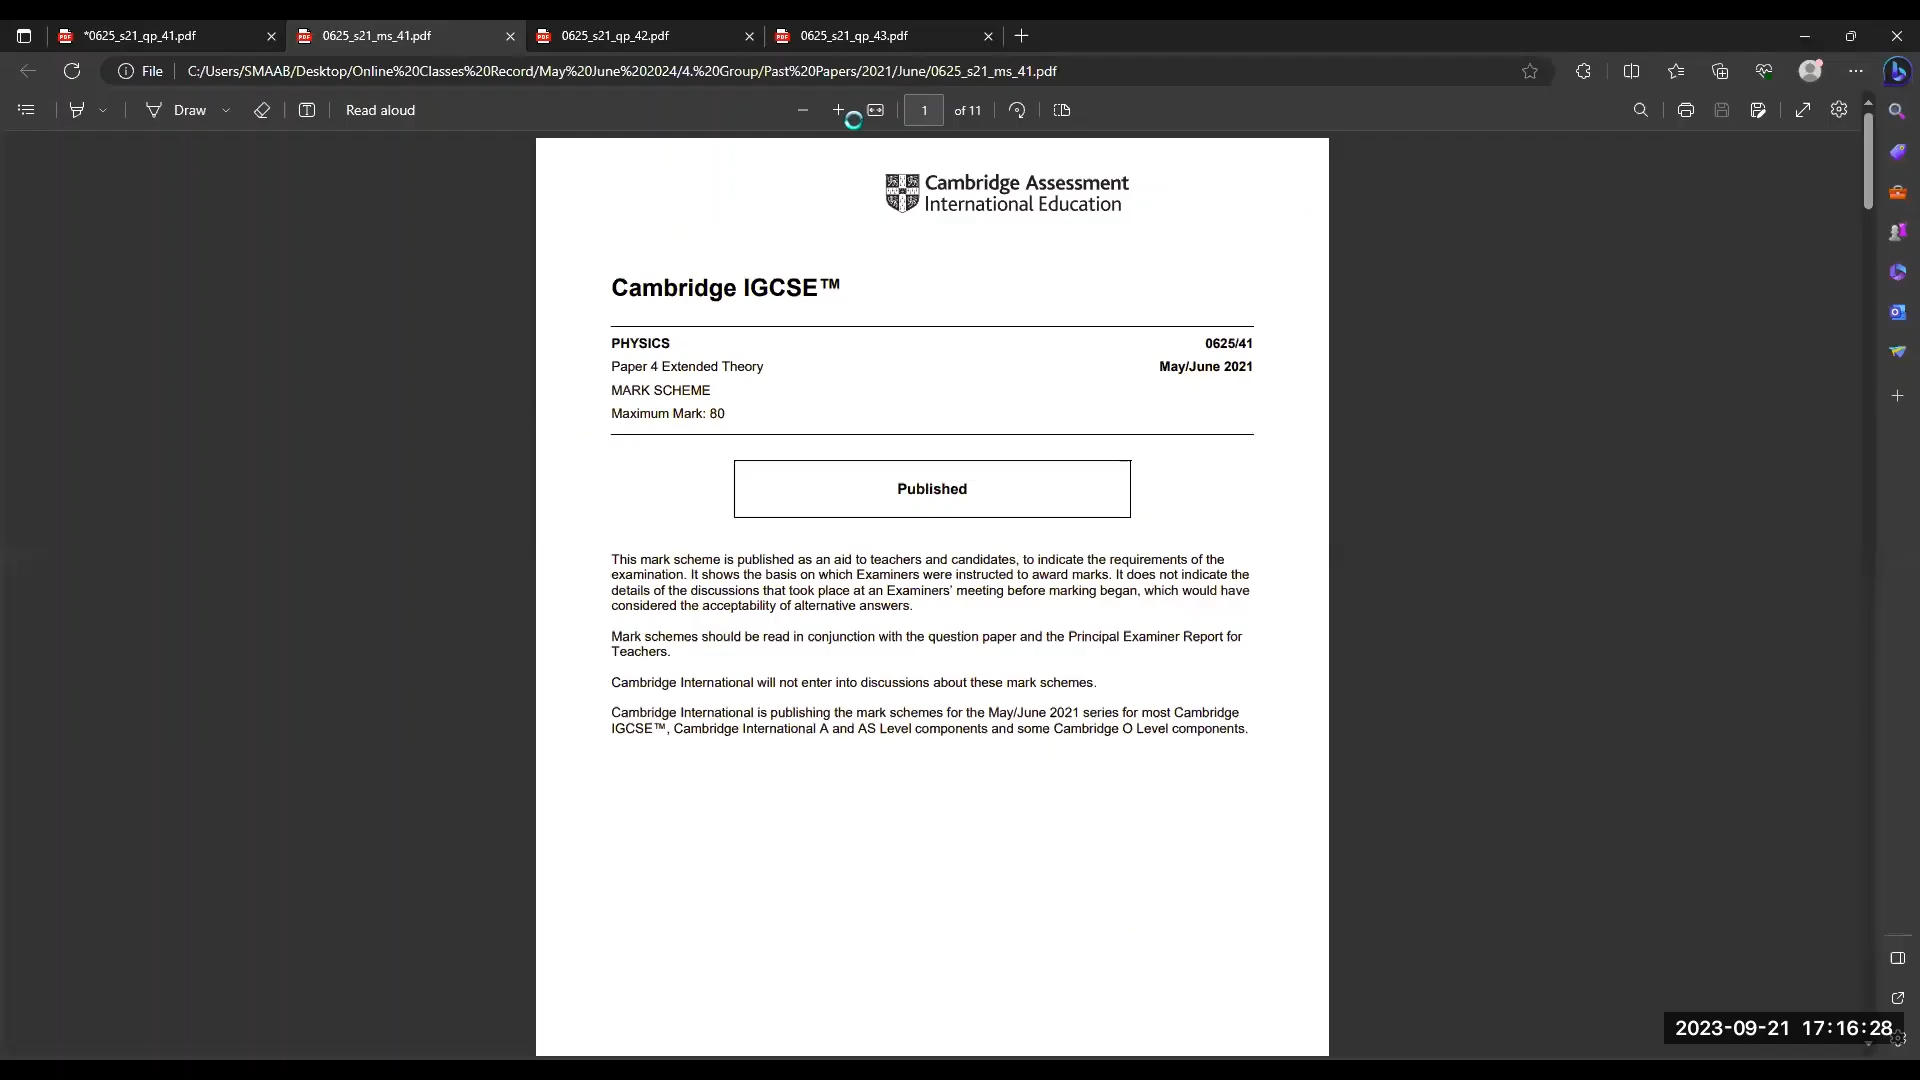 *0625_s21_qp_41.pdf
0625_s21_ms_41.pdf
0625_s21_qp_42.pdf
0625_s21_qp_43.pdf
File
C:/Users/SMAAB/Desktop/Online%20Classes%20Record/May%20June%202024/4.%20Group/Past%20Papers/2021/June/0625_s21_ms_41.pdf
Draw
Read aloud
1 of 11
Cambridge Assessment
International Education
Cambridge IGCSE™
PHYSICS 0625/41
Paper 4 Extended Theory May/June 2021
MARK SCHEME
Maximum Mark: 80
Published
This mark scheme is published as an aid to teachers and candidates, to indicate the requirements of the
examination. It shows the basis on which Examiners were instructed to award marks. It does not indicate the
details of the discussions that took place at an Examiners’ meeting before marking began, which would have
considered the acceptability of alternative answers.
Mark schemes should be read in conjunction with the question paper and the Principal Examiner Report for
Teachers.
Cambridge International will not enter into discussions about these mark schemes.
Cambridge International is publishing the mark schemes for the May/June 2021 series for most Cambridge
IGCSE™, Cambridge International A and AS Level components and some Cambridge O Level components.
2023-09-21 17:16:28